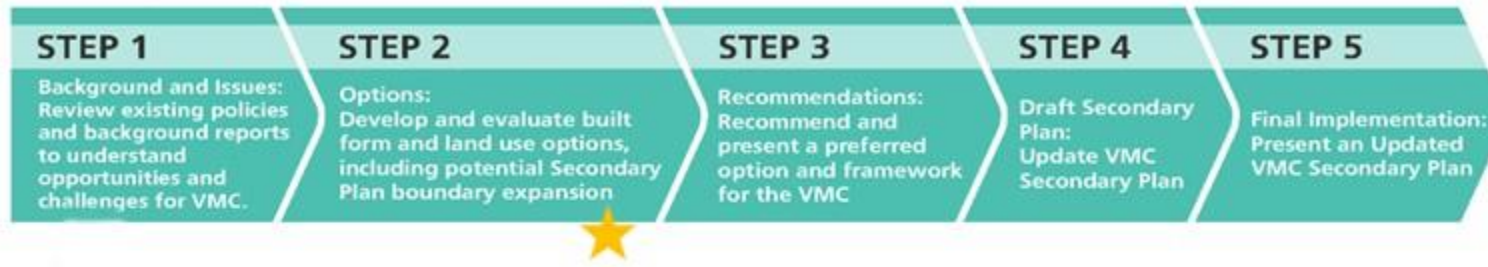 STEP 1
Background and Issues:
Review existing policies
and background reports
to understand
opportunities and
challenges for VMC.
STEP 2
Options:
Develop and evaluate built
form and land use options,
including potential Secondary
Plan boundary expansion
STEP 3
Recommendations:
Recommend and
present a preferred
option and framework
for the VMC
STEP 4
Draft Secondary
Plan:
Update VMC
Secondary Plan
STEP 5
Final Implementation:
Present an Updated
VMC Secondary Plan